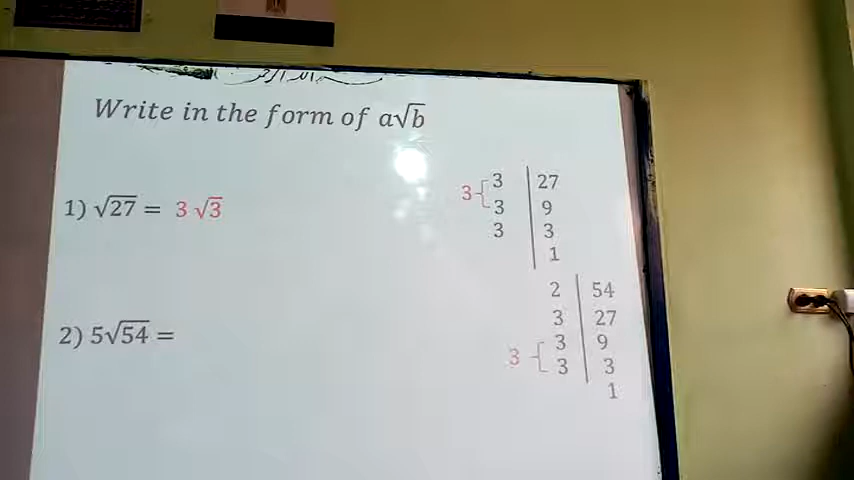 Write in the form of a√b
1) √27 = 3 √3
3 27
3 3 9
3 3
1
2) 5√54 =
2 54
3 27
3 3 9
3 3
1